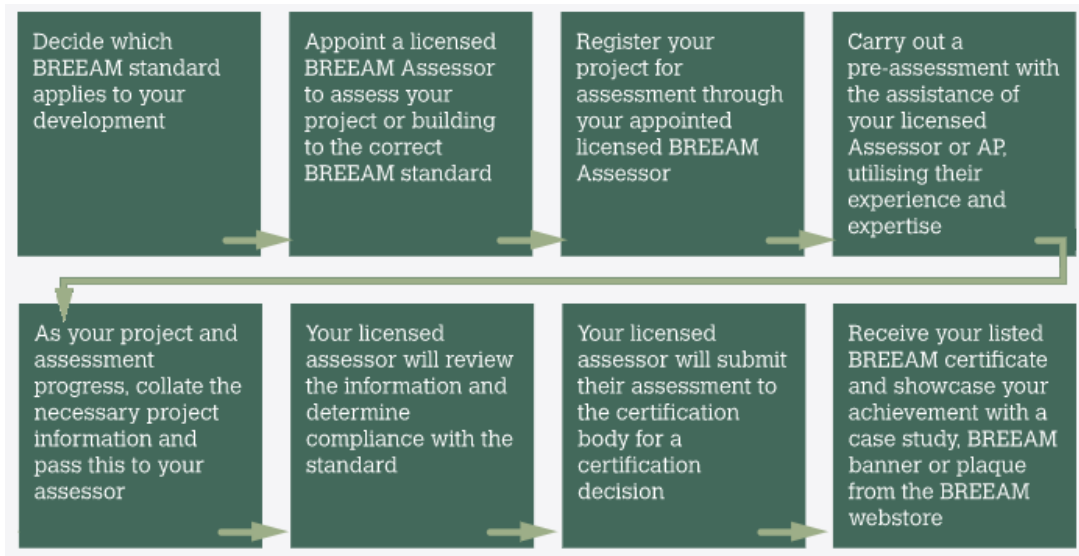 Decide which
BREEAM standard
applies to your
development
Appoint a licensed
BREEAM Assessor
to assess your
project or building
to the correct
BREEAM standard
Register your
project for
assessment through
your appointed
licensed BREEAM
Assessor
Carry out a
pre-assessment with
the assistance of
your licensed
Assessor or AP,
utilising their
experience and
expertise
As your project and
assessment
progress, collate the
necessary project
information and
pass this to your
assessor
Your licensed
assessor will review
the information and
determine
compliance with the
standard
Your licensed
assessor will submit
their assessment to
the certification
body for a
certification
decision
Receive your listed
BREEAM certificate
and showcase your
achievement with a
case study, BREEAM
banner or plaque
from the BREEAM
webstore